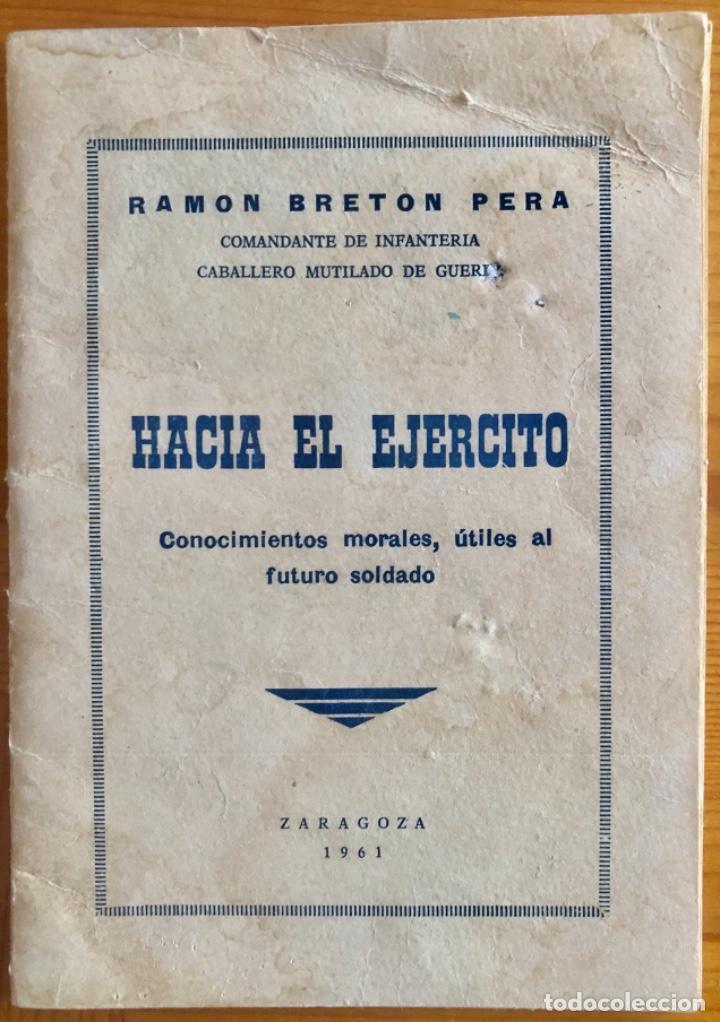 RAMON BRETON PERA
COMANDANTE DE INFANTERIA
CABALLERO MUTILADO DE
HACIA EL EJERCITO
Conocimientos morales, útiles al
futuro soldado
ZARAGOZA
1961
todocoleccion